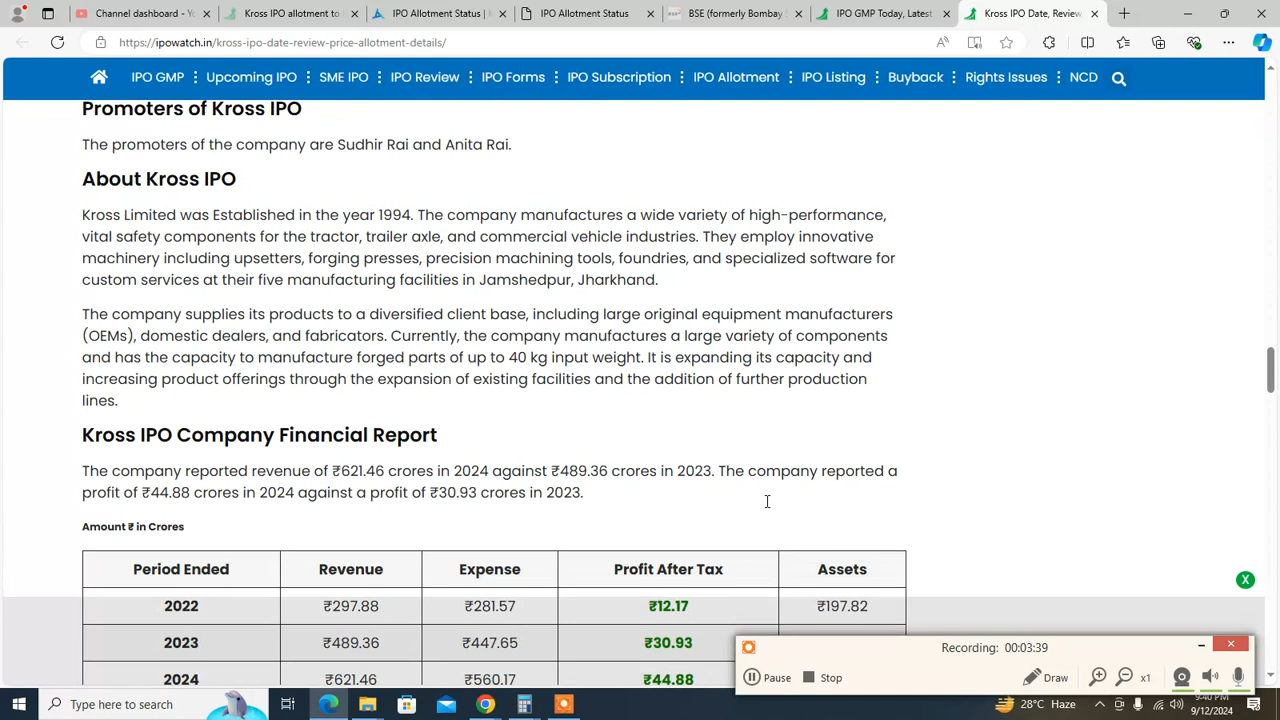 Channel dashboard - Yo
Kross IPO allotment to F
IPO Allotment Status |
IPO Allotment Status
BSE (formerly Bombay
IPO GMP Today, Latest
Kross IPO Date, Review,
https://ipowatch.in/kross-ipo-date-review-price-allotment-details/
IPO GMP
Upcoming IPO
SME IPO
IPO Review
IPO Forms
IPO Subscription
IPO Allotment
IPO Listing
Buyback
Rights Issues
NCD
Promoters of Kross IPO
The promoters of the company are Sudhir Rai and Anita Rai.
About Kross IPO
Kross Limited was Established in the year 1994. The company manufactures a wide variety of high-performance,
vital safety components for the tractor, trailer axle, and commercial vehicle industries. They employ innovative
machinery including upsetters, forging presses, precision machining tools, foundries, and specialized software for
custom services at their five manufacturing facilities in Jamshedpur, Jharkhand.
The company supplies its products to a diversified client base, including large original equipment manufacturers
(OEMs), domestic dealers, and fabricators. Currently, the company manufactures a large variety of components
and has the capacity to manufacture forged parts of up to 40 kg input weight. It is expanding its capacity and
increasing product offerings through the expansion of existing facilities and the addition of further production
lines.
Kross IPO Company Financial Report
The company reported revenue of ₹621.46 crores in 2024 against ₹489.36 crores in 2023. The company reported a
profit of ₹44.88 crores in 2024 against a profit of ₹30.93 crores in 2023.
Amount ₹ in Crores
Period Ended Revenue Expense Profit After Tax Assets
2022 ₹297.88 ₹281.57 ₹12.17 ₹197.82
2023 ₹489.36 ₹447.65 ₹30.93
2024 ₹621.46 ₹560.17 ₹44.88
X
Recording: 00:03:39
Pause
Stop
Draw
x1
Type here to search
28°C Haze
9:40 PM
9/12/2024